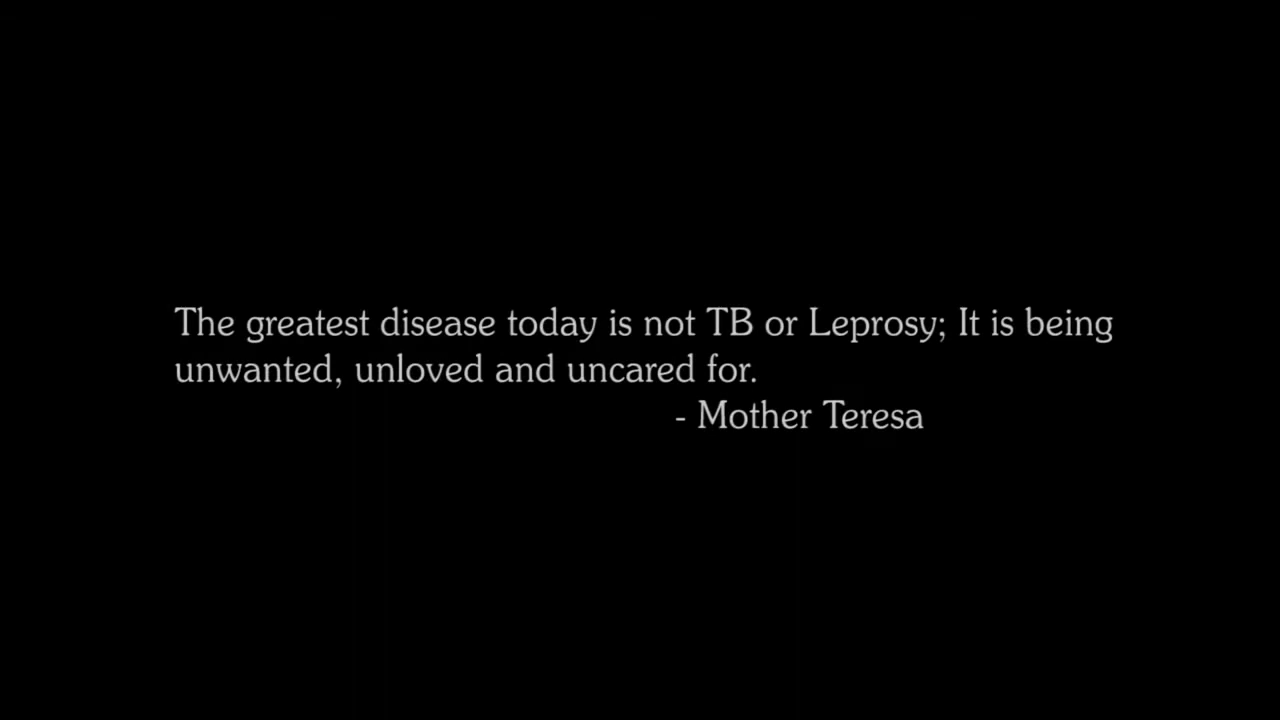 The greatest disease today is not TB or Leprosy; It is being
unwanted, unloved and uncared for.
- Mother Teresa